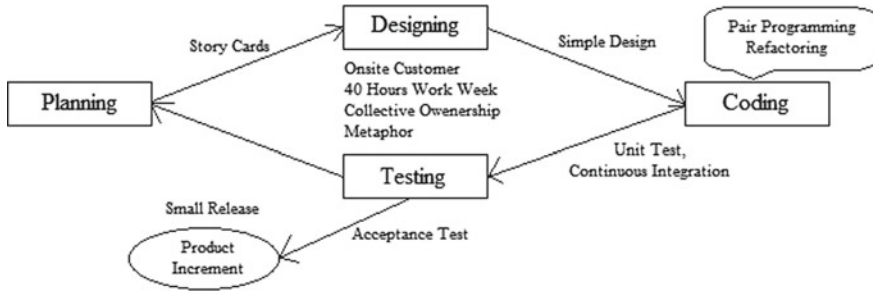 Designing
Pair Programming
Refactoring
Story Cards
Simple Design
Onsite Customer
40 Hours Work Week
Collective Owenership
Metaphor
Planning
Coding
Unit Test,
Continuous Integration
Testing
Small Release
Acceptance Test
Product
Increment